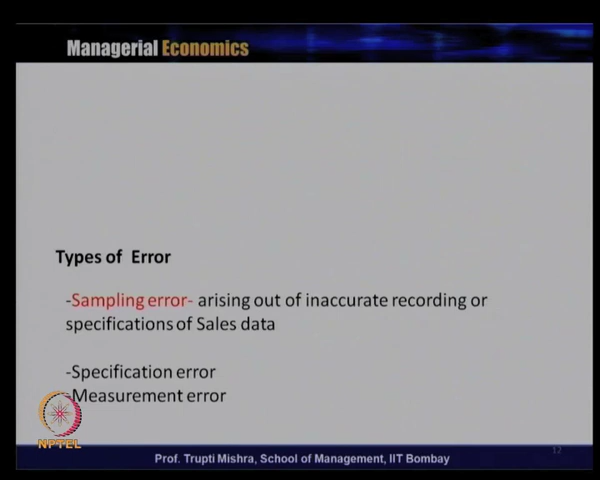 Managerial Economics
Types of Error
-Sampling error- arising out of inaccurate recording or
specifications of Sales data
-Specification error
-Measurement error
NPTEL
Prof. Trupti Mishra, School of Management, IIT Bombay
12